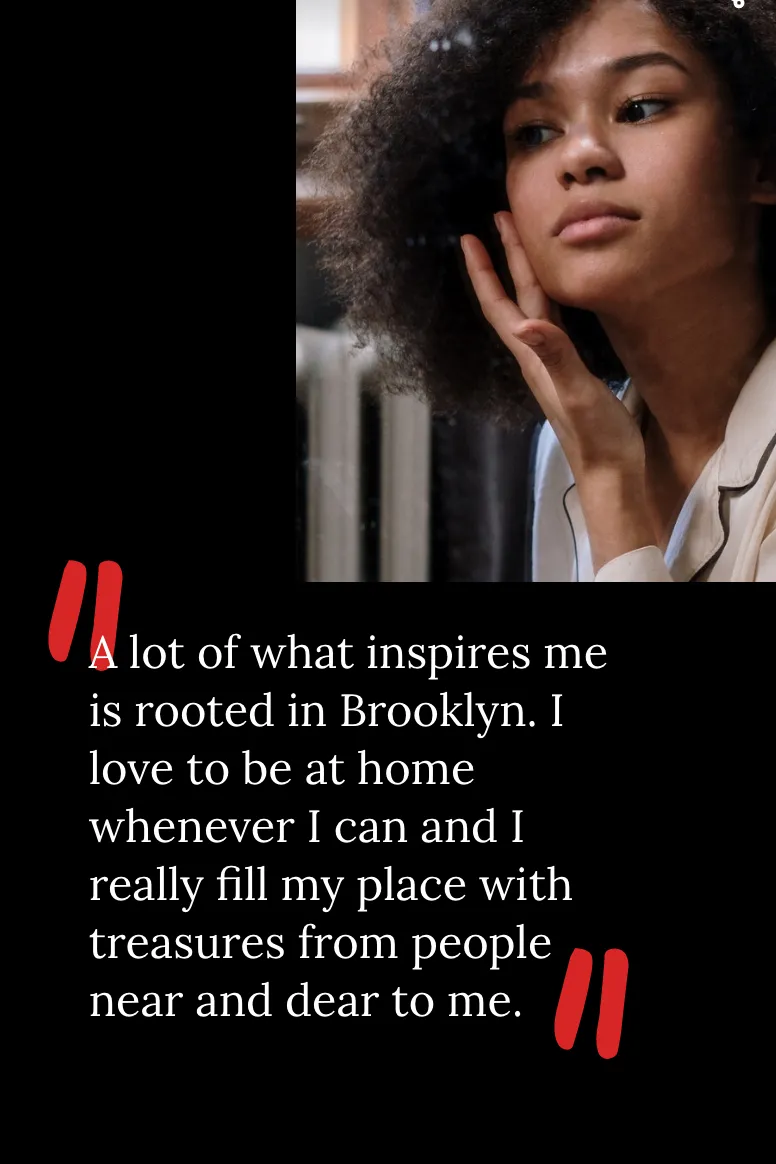 A lot of what inspires me
is rooted in Brooklyn. I
love to be at home
whenever I can and I
really fill my place with
treasures from people
near and dear to me.